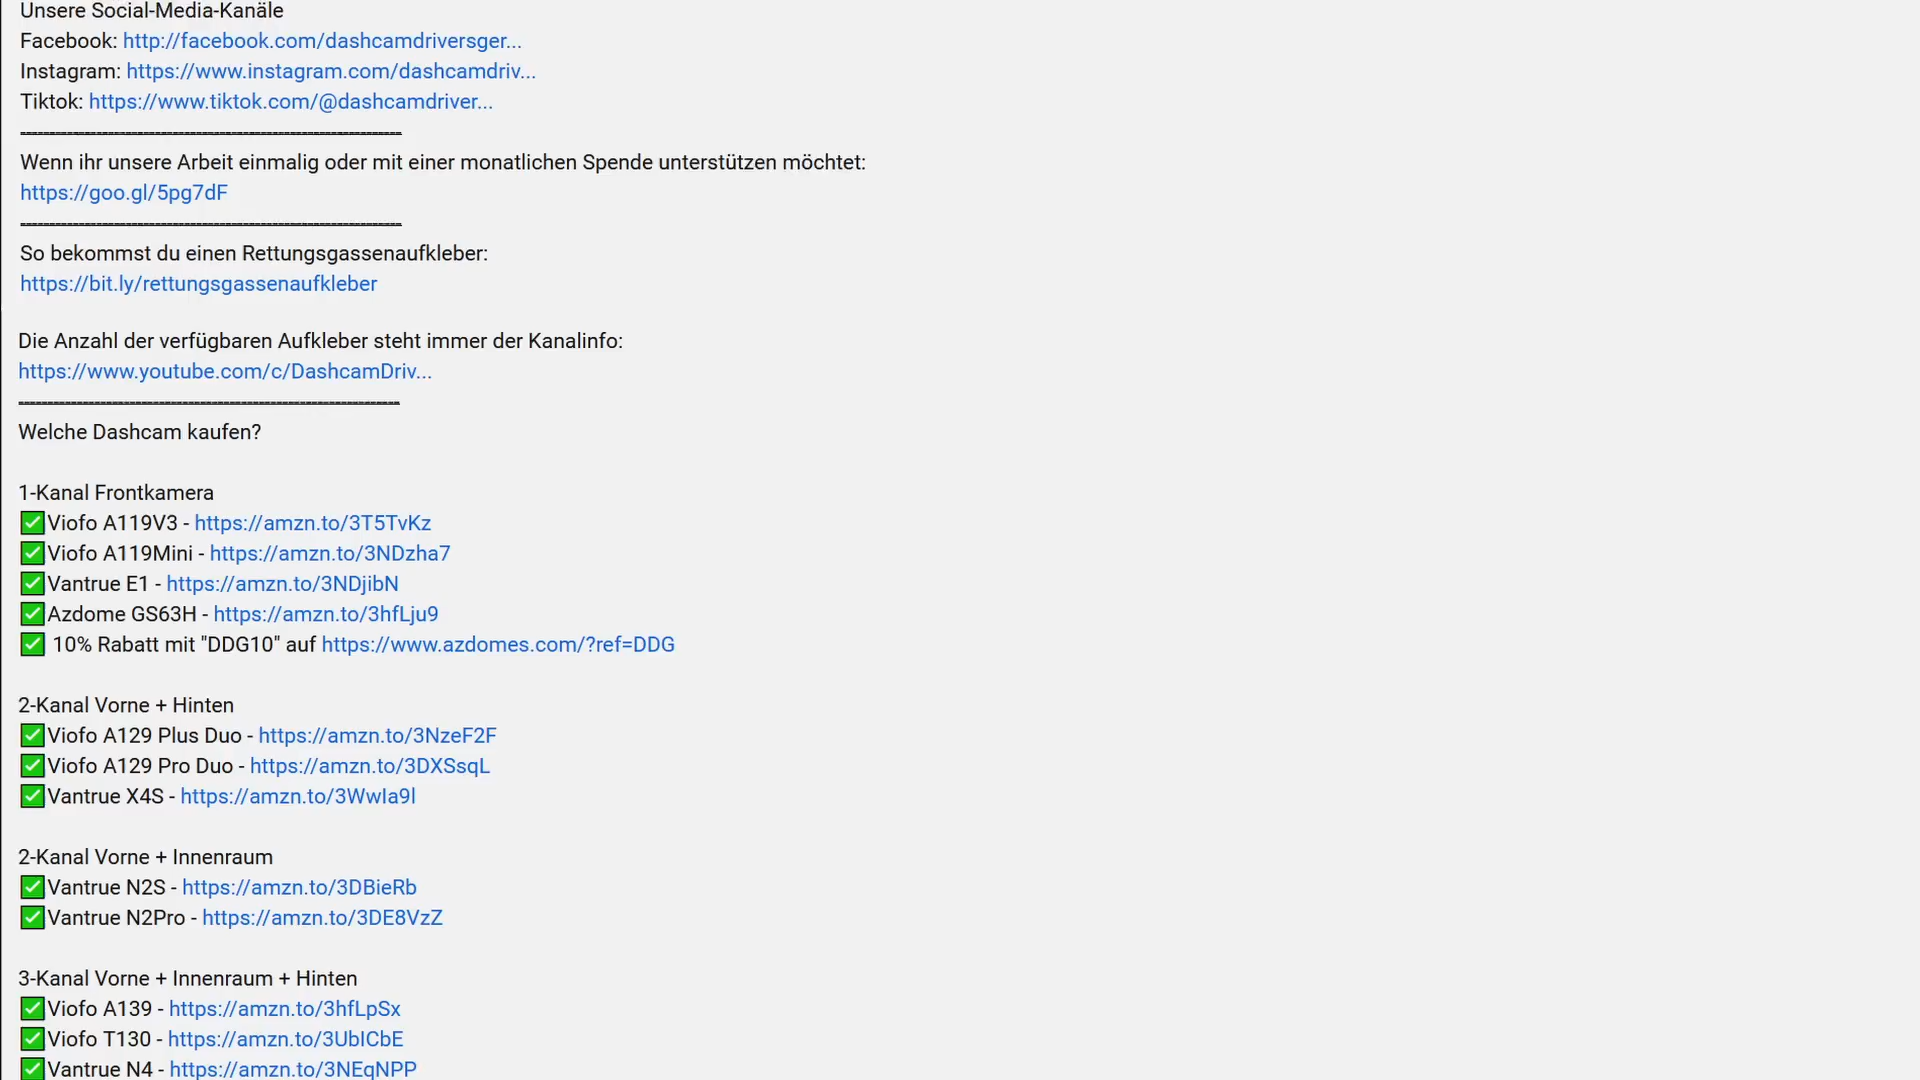 Unsere Social-Media-Kanäle
Facebook: http://facebook.com/dashcamdriversger...
Instagram: https://www.instagram.com/dashcamdriv...
Tiktok: https://www.tiktok.com/@dashcamdriver...
Wenn ihr unsere Arbeit einmalig oder mit einer monatlichen Spende unterstützen möchtet:
https://goo.gl/5pg7dF
So bekommst du einen Rettungsgassenaufkleber:
https://bit.ly/rettungsgassenaufkleber
Die Anzahl der verfügbaren Aufkleber steht immer der Kanalinfo:
https://www.youtube.com/c/DashcamDriv...
Welche Dashcam kaufen?
1-Kanal Frontkamera
✅Viofo A119V3 - https://amzn.to/3T5TvKz
✅Viofo A119Mini - https://amzn.to/3NDzha7
✅Vantrue E1 - https://amzn.to/3NDjibN
✅Azdome GS63H - https://amzn.to/3hfLju9
✅ 10% Rabatt mit "DDG10" auf https://www.azdomes.com/?ref=DDG
2-Kanal Vorne + Hinten
✅Viofo A129 Plus Duo - https://amzn.to/3NzeF2F
✅Viofo A129 Pro Duo - https://amzn.to/3DXSsqL
✅Vantrue X4S - https://amzn.to/3WwIa9l
2-Kanal Vorne + Innenraum
✅Vantrue N2S - https://amzn.to/3DBieRb
✅Vantrue N2Pro - https://amzn.to/3DE8VzZ
3-Kanal Vorne + Innenraum + Hinten
✅Viofo A139 - https://amzn.to/3hfLpSx
✅Viofo T130 - https://amzn.to/3UbICbE
✅Vantrue N4 - https://amzn.to/3NEqNPP